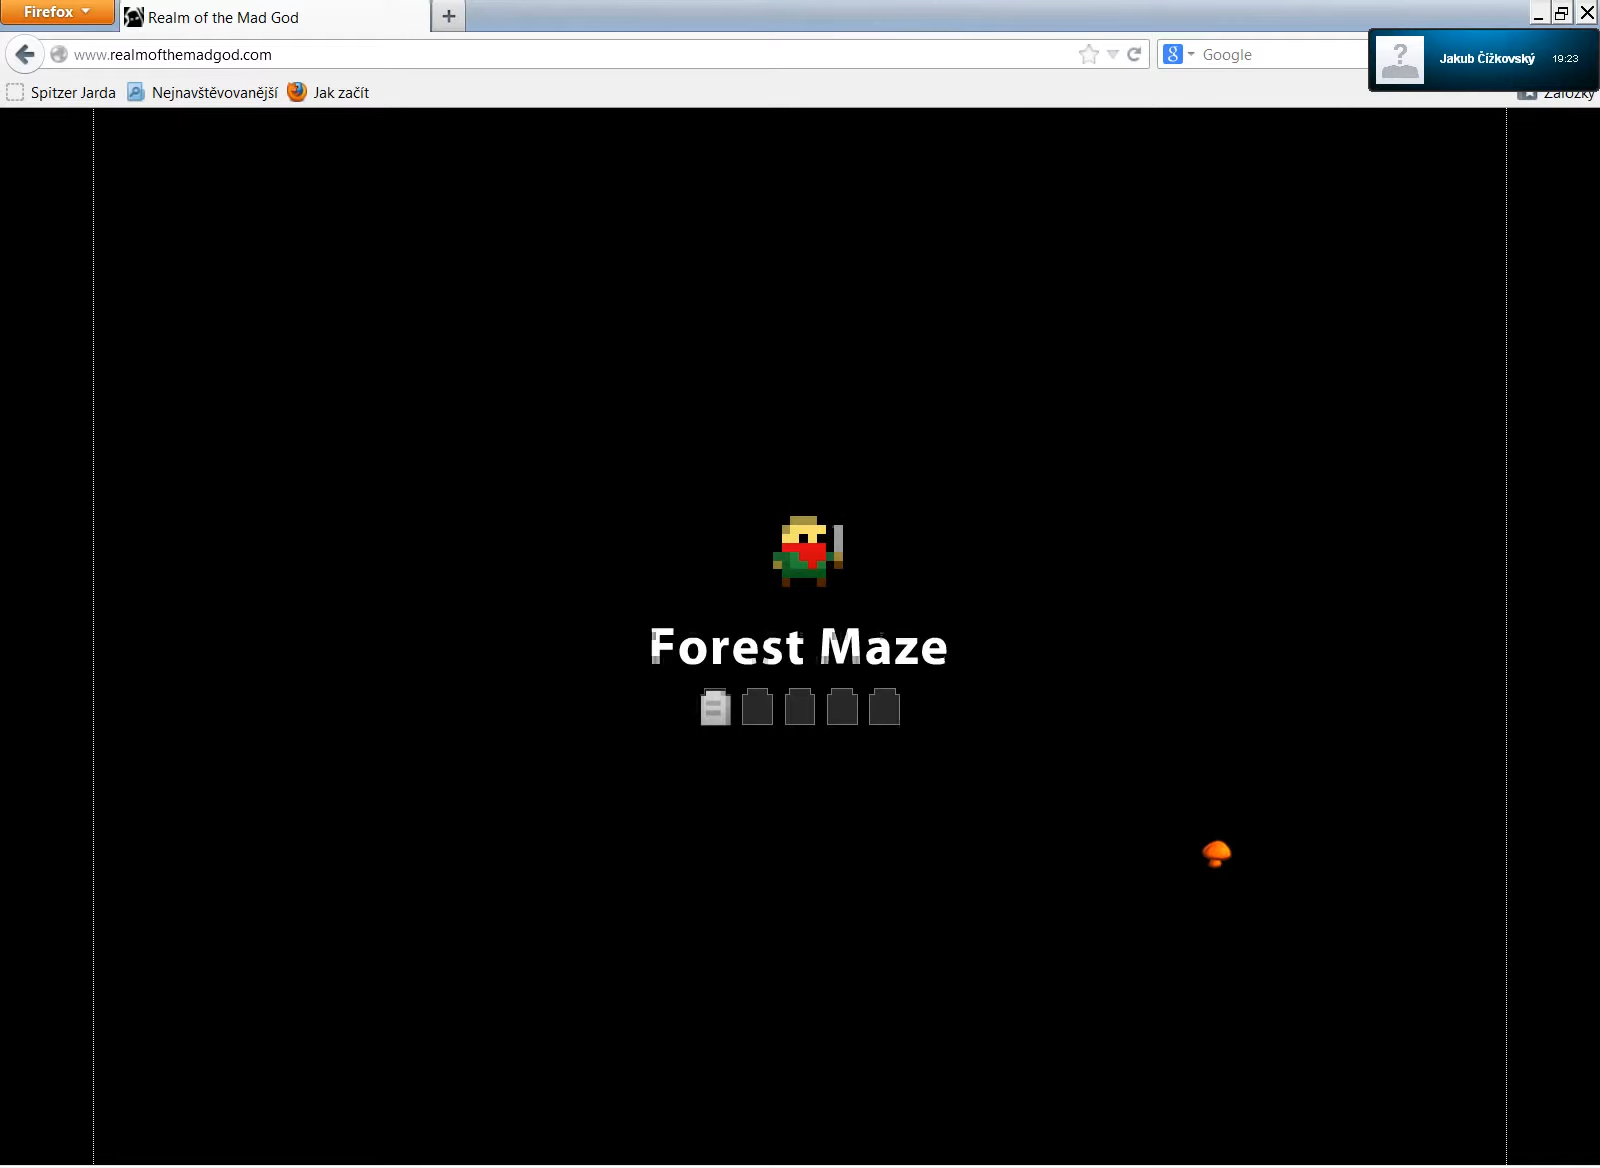 Firefox
Realm of the Mad God
www.realmofthemadgod.com
Google
Jakub Čížkovský 19:23
Spitzer Jarda Nejnavštěvovanější Jak začít Záložky
Forest Maze